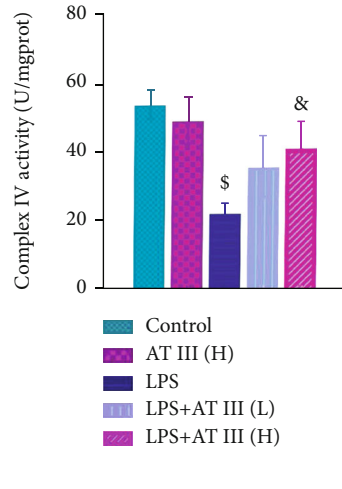 Complex IV activity (U/mgprot)
80
60
40
20
0
$
&
Control
AT III (H)
LPS
LPS+AT III (L)
LPS+AT III (H)